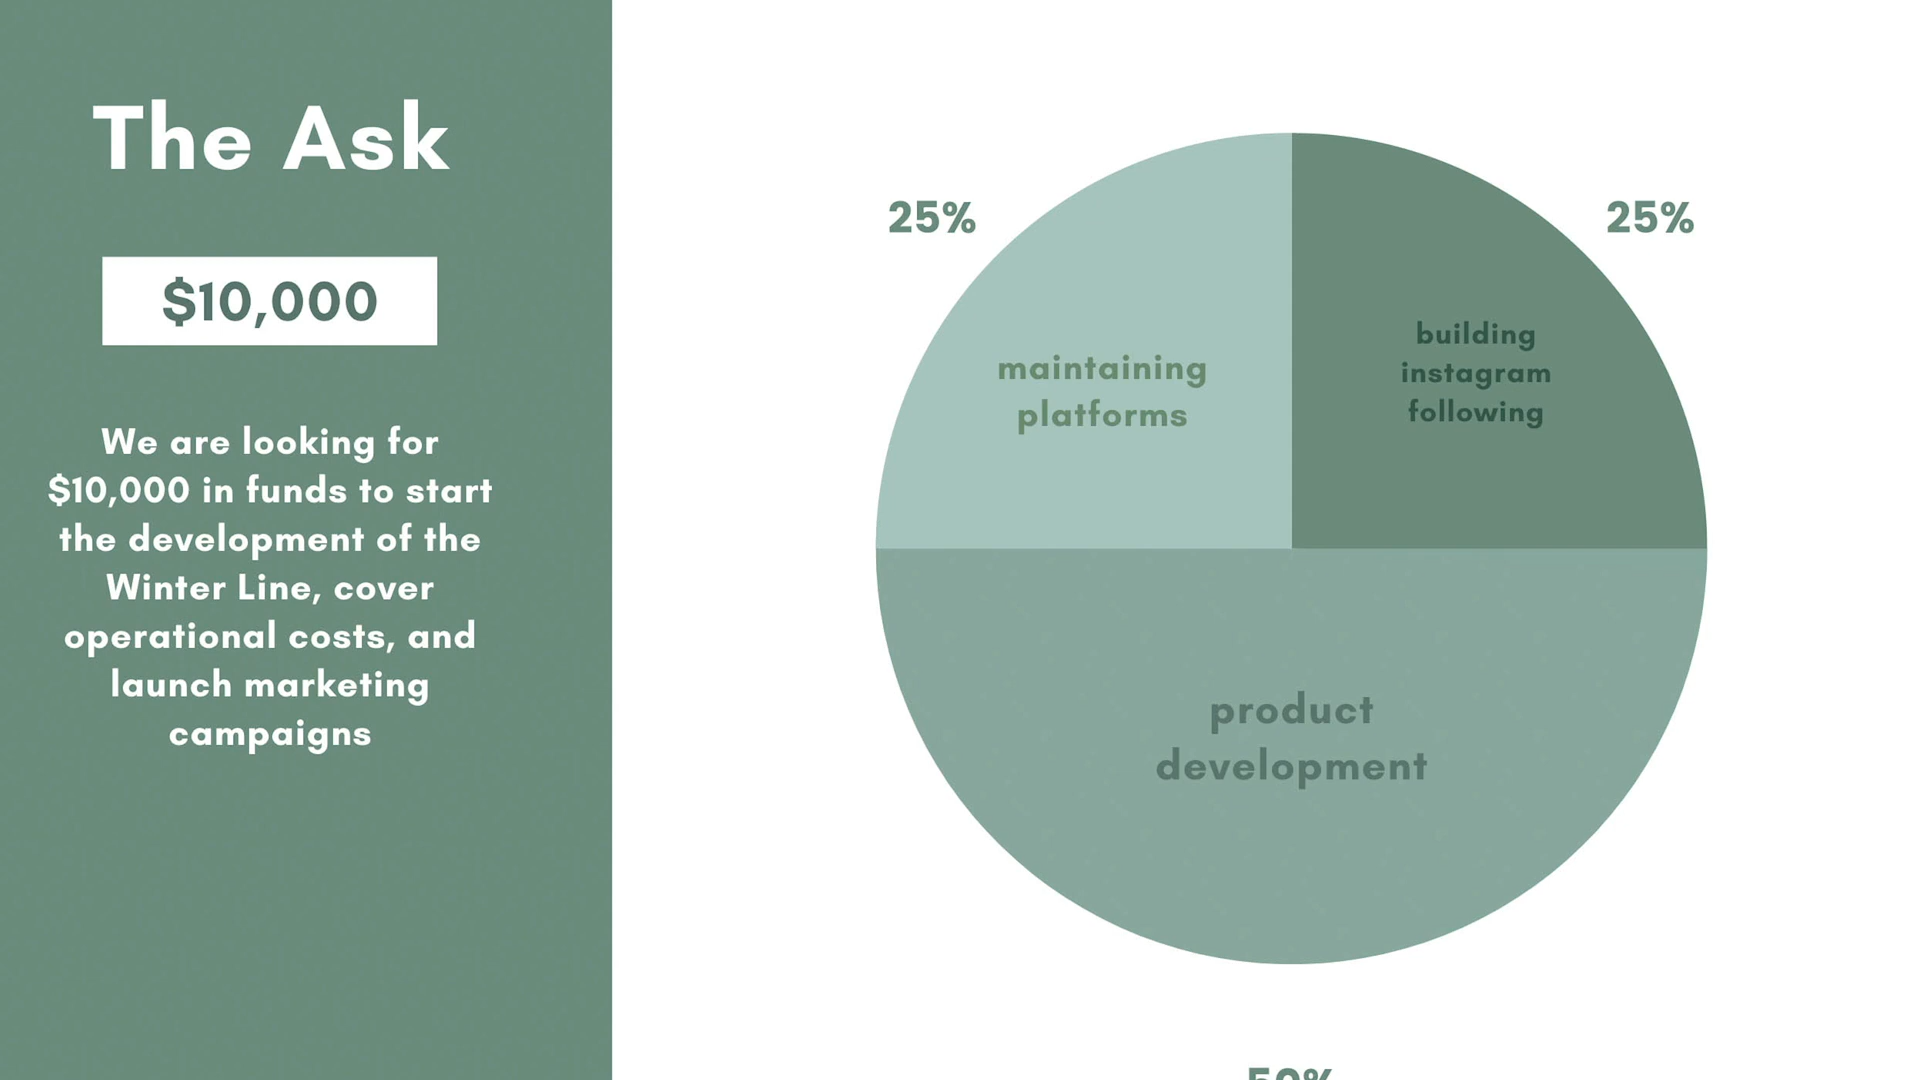 The Ask
$10,000
We are looking for
$10,000 in funds to start
the development of the
Winter Line, cover
operational costs, and
launch marketing
campaigns
25%
25%
maintaining
platforms
building
instagram
following
product
development
50%